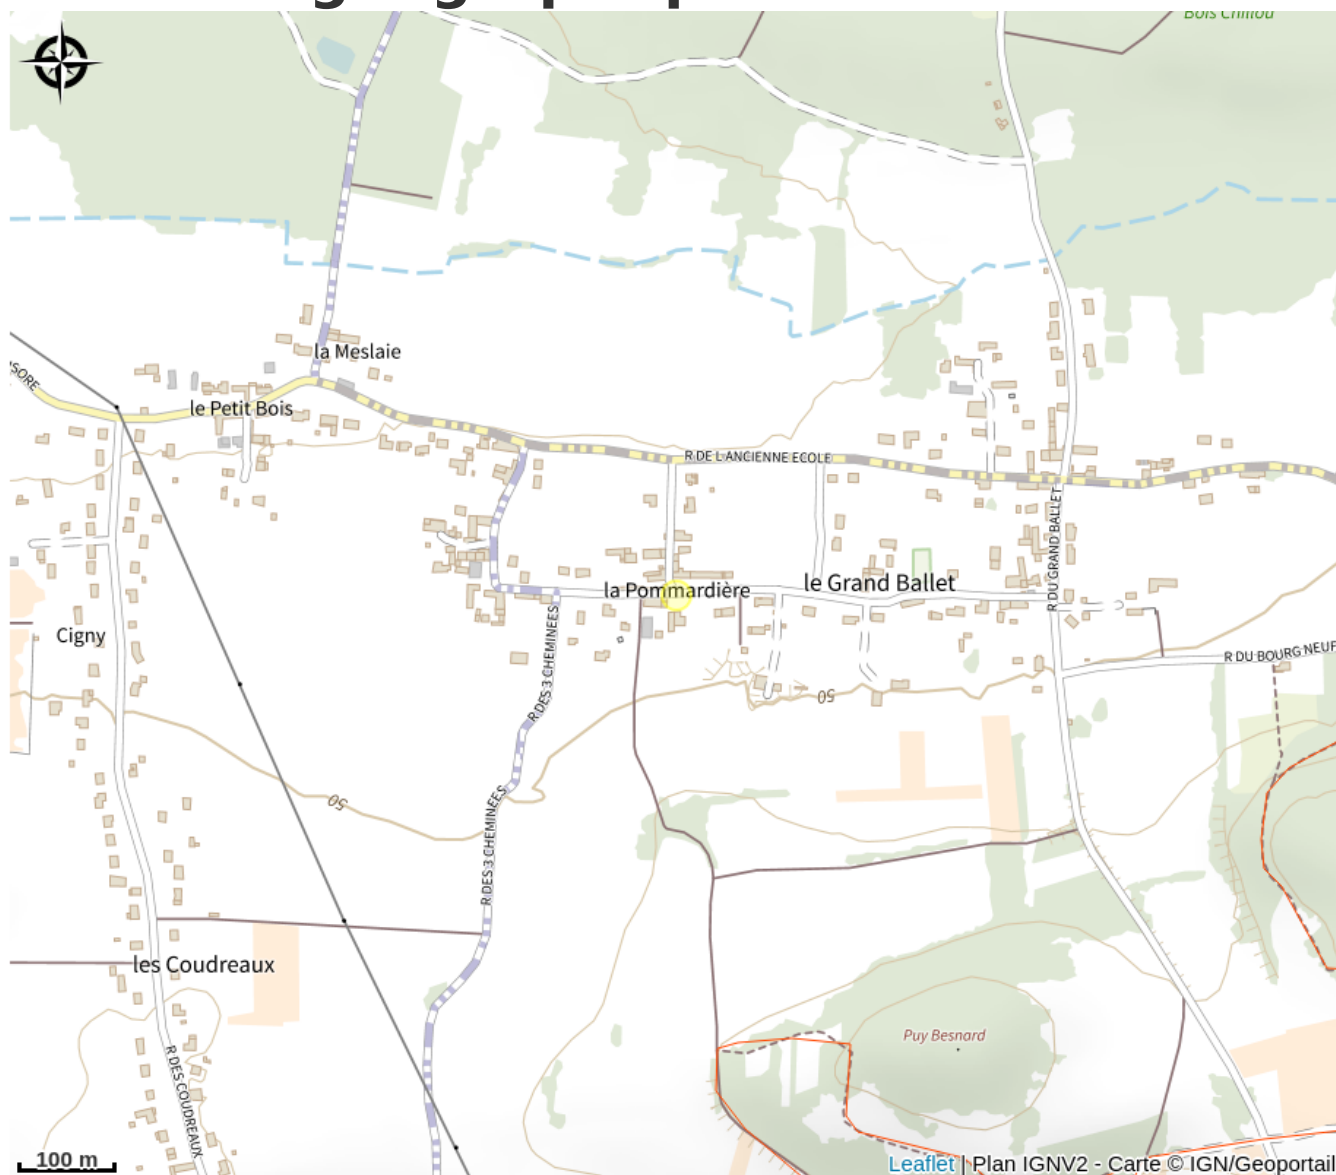 Bois Chillou
la Meslaie
SORE
le Petit Bois
R DE L ANCIENNE ECOLE
R DU GRAND BALLET
la Pommardière
le Grand Ballet
Cigny
R DES 3 CHEMINEES
R DU BOURG NEUF
50
50
R DES 3 CHEMINEES
les Coudreaux
Puy Besnard
R DES COUDREAUX
100 m
Leaflet | Plan IGNV2 - Carte © IGN/Geoportail